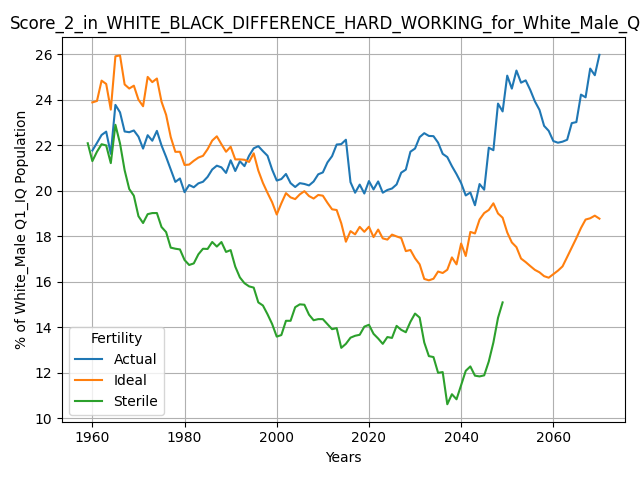 Score_2_in_WHITE_BLACK_DIFFERENCE_HARD_WORKING_for_White_Male_Q
% of White_Male Q1_IQ Population
26
24
22
20
18
16
14
12
10
Fertility
Actual
Ideal
Sterile
1960 1980 2000 2020 2040 2060
Years